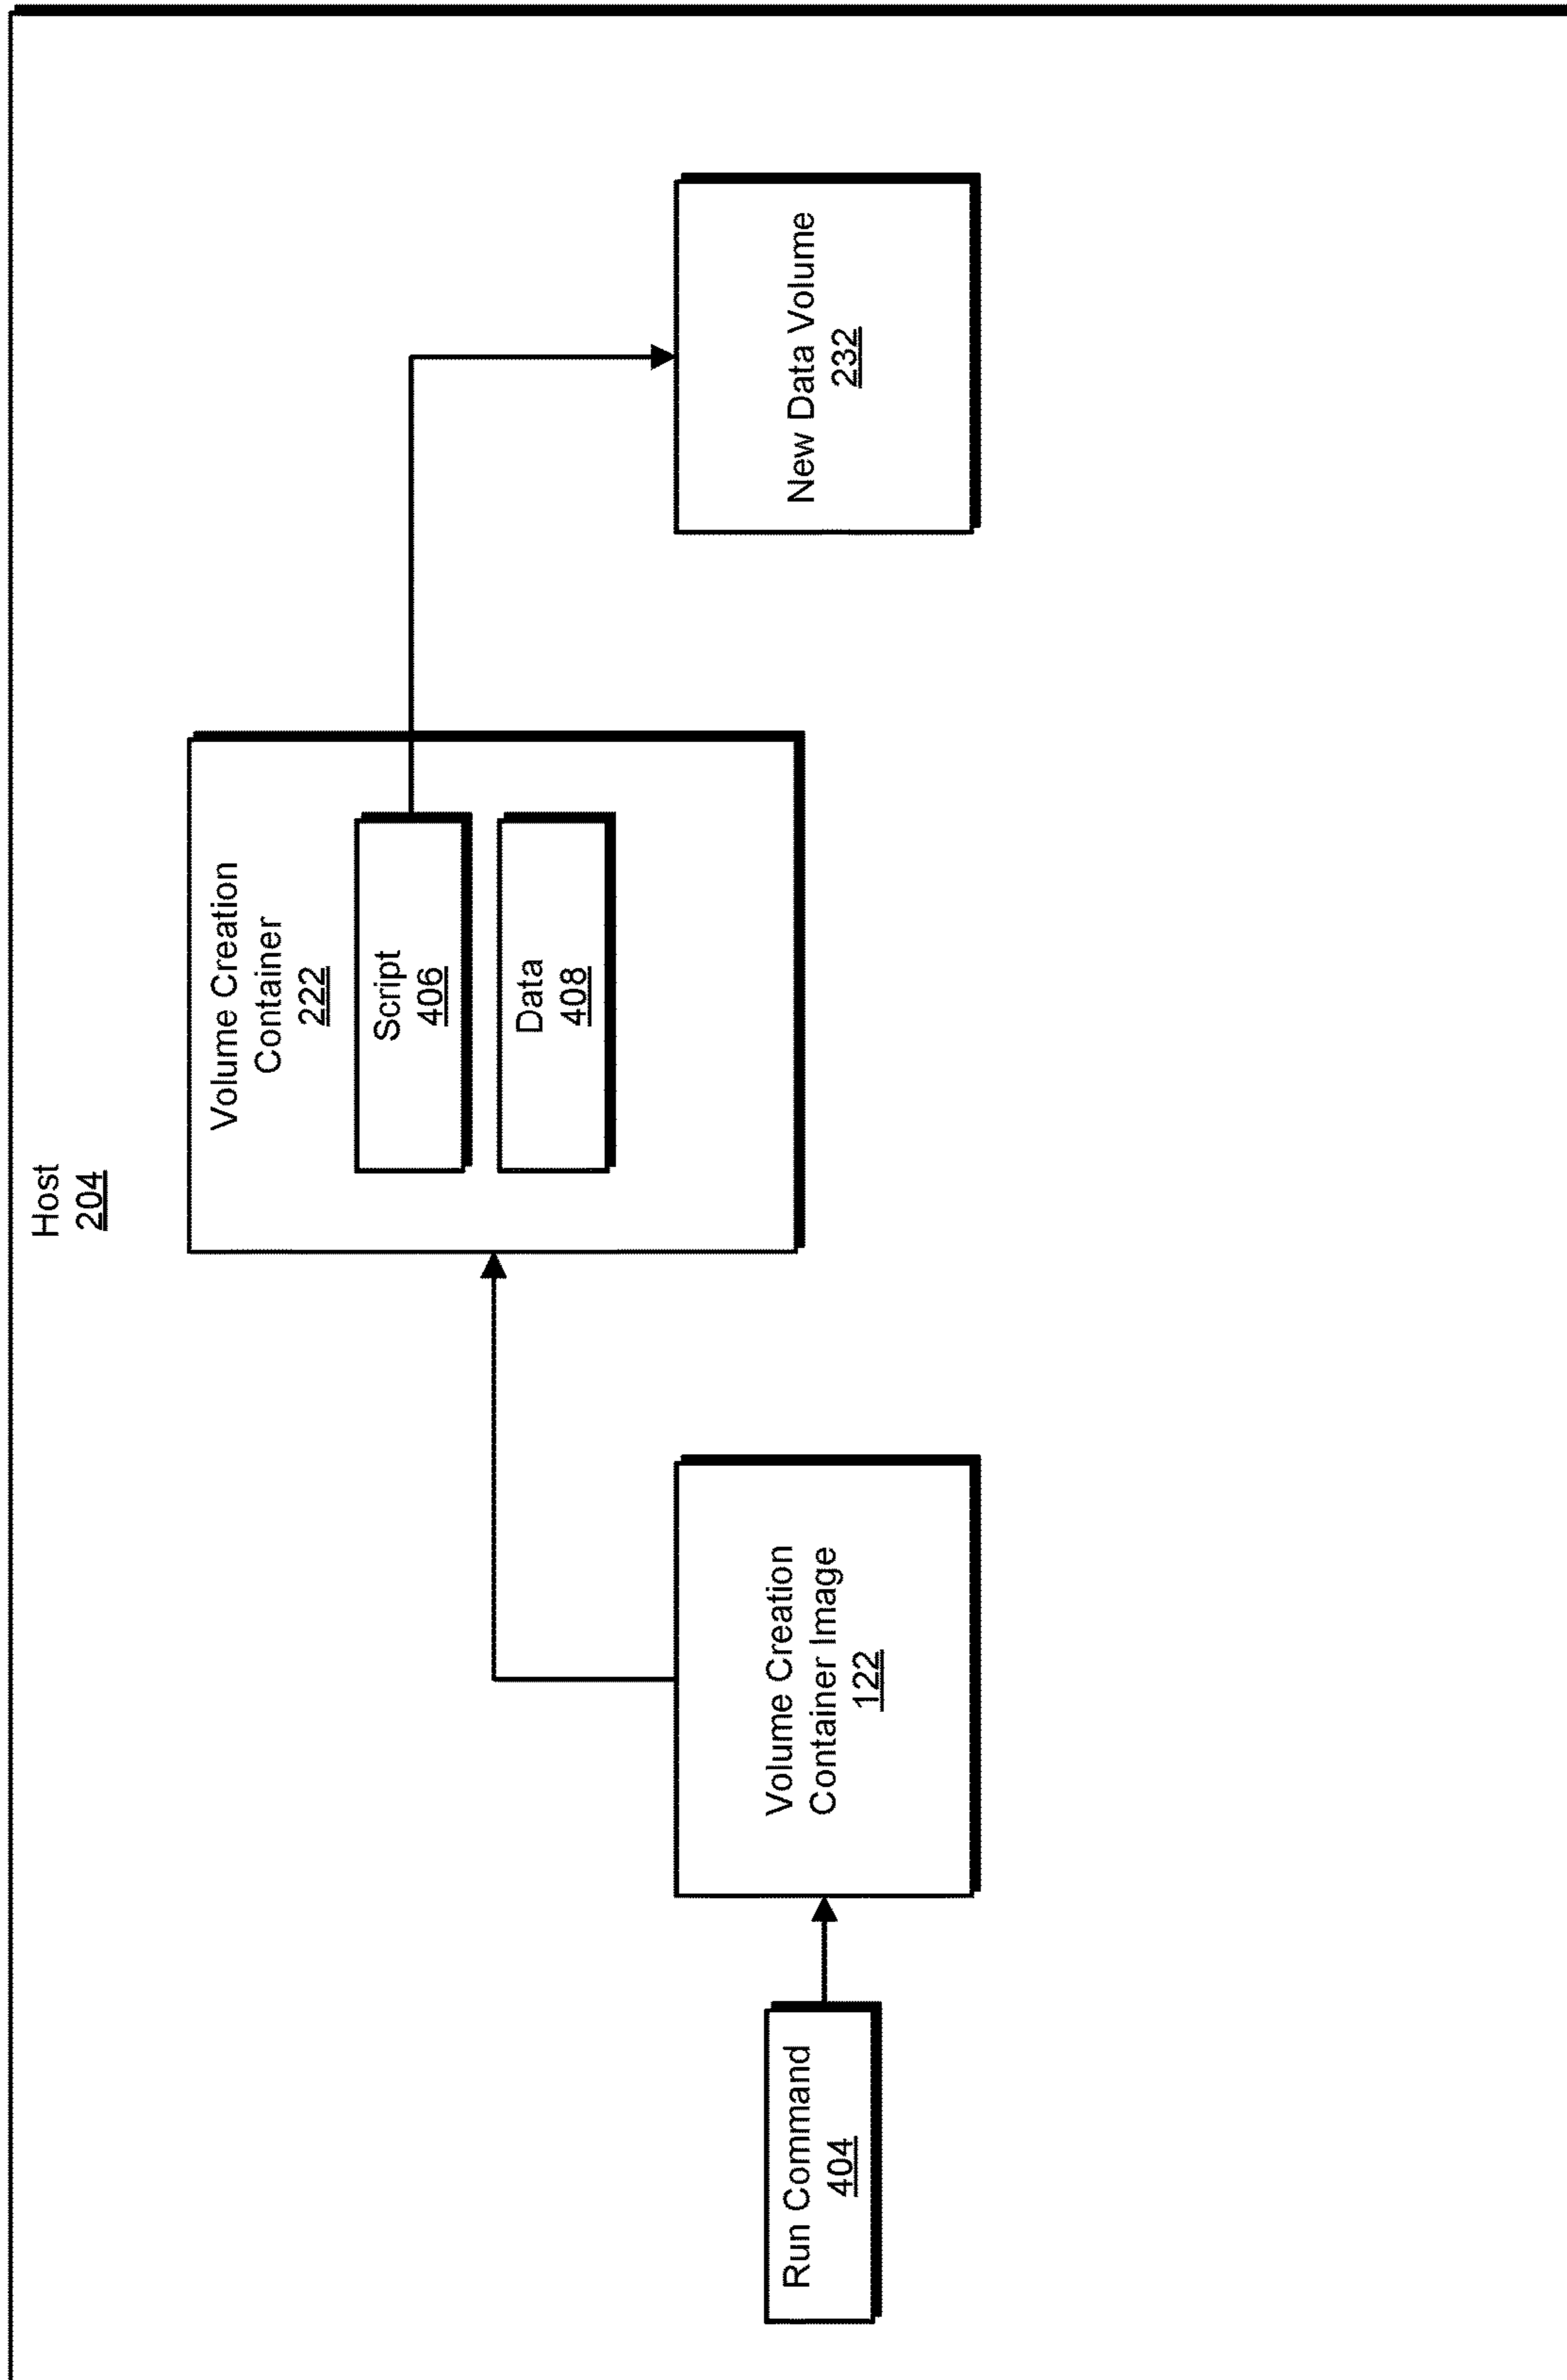 Host
204
Run Command
404
Volume Creation
Container Image
122
Volume Creation
Container
222
Script
406
Data
408
New Data Volume
232